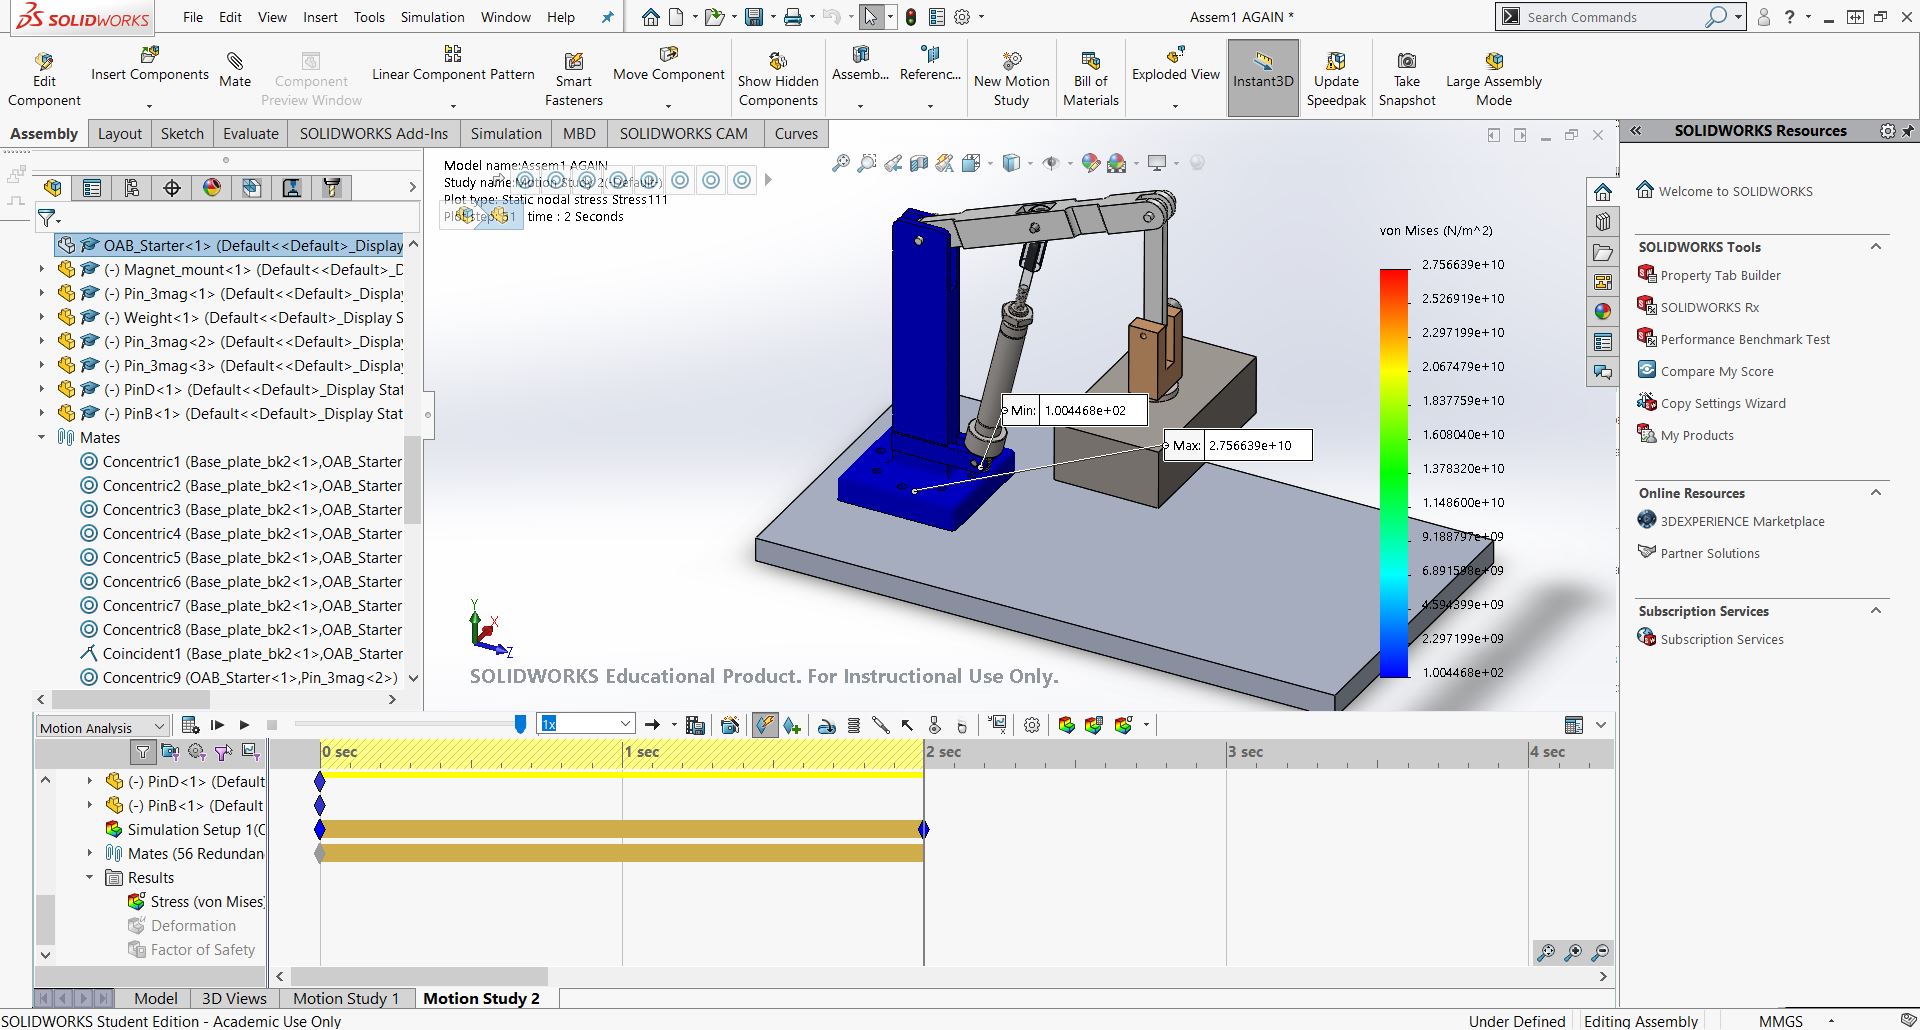 SOLIDWORKS
File Edit View Insert Tools Simulation Window Help
Assem1 AGAIN *
Search Commands
Edit Component
Insert Components
Mate
Component Preview Window
Linear Component Pattern
Smart Fasteners
Move Component
Show Hidden Components
Assemb...
Referenc...
New Motion Study
Bill of Materials
Exploded View
Instant3D
Update Speedpak
Take Snapshot
Large Assembly Mode
Assembly Layout Sketch Evaluate SOLIDWORKS Add-Ins Simulation MBD SOLIDWORKS CAM Curves
OAB_Starter<1> (Default<<Default>_Display
(-) Magnet_mount<1> (Default<<Default>_D
(-) Pin_3mag<1> (Default<<Default>_Display
(-) Weight<1> (Default<<Default>_Display S
(-) Pin_3mag<2> (Default<<Default>_Display
(-) Pin_3mag<3> (Default<<Default>_Display
(-) PinD<1> (Default<<Default>_Display Stat
(-) PinB<1> (Default<<Default>_Display Stat
Mates
Concentric1 (Base_plate_bk2<1>,OAB_Starter
Concentric2 (Base_plate_bk2<1>,OAB_Starter
Concentric3 (Base_plate_bk2<1>,OAB_Starter
Concentric4 (Base_plate_bk2<1>,OAB_Starter
Concentric5 (Base_plate_bk2<1>,OAB_Starter
Concentric6 (Base_plate_bk2<1>,OAB_Starter
Concentric7 (Base_plate_bk2<1>,OAB_Starter
Concentric8 (Base_plate_bk2<1>,OAB_Starter
Coincident1 (Base_plate_bk2<1>,OAB_Starter
Concentric9 (OAB_Starter<1>,Pin_3mag<2>)
Model name:Assem1 AGAIN
Study name:Motion Study 2(-Default-)
Plot type: Static nodal stress Stress111
Plot step: 51 time : 2 Seconds
Min: 1.004468e+02
Max: 2.756639e+10
von Mises (N/m^2)
2.756639e+10
2.526919e+10
2.297199e+10
2.067479e+10
1.837759e+10
1.608040e+10
1.378320e+10
1.148600e+10
9.188797e+09
6.891598e+09
4.594399e+09
2.297199e+09
1.004468e+02
Y
X
Z
SOLIDWORKS Educational Product. For Instructional Use Only.
SOLIDWORKS Resources
Welcome to SOLIDWORKS
SOLIDWORKS Tools
Property Tab Builder
SOLIDWORKS Rx
Performance Benchmark Test
Compare My Score
Copy Settings Wizard
My Products
Online Resources
3DEXPERIENCE Marketplace
Partner Solutions
Subscription Services
Subscription Services
Motion Analysis
1x
0 sec 1 sec 2 sec 3 sec 4 sec
(-) PinD<1> (Default
(-) PinB<1> (Default
Simulation Setup 1(C
Mates (56 Redundan
Results
Stress (von Mises)
Deformation
Factor of Safety
Model 3D Views Motion Study 1 Motion Study 2
SOLIDWORKS Student Edition - Academic Use Only
Under Defined Editing Assembly MMGS